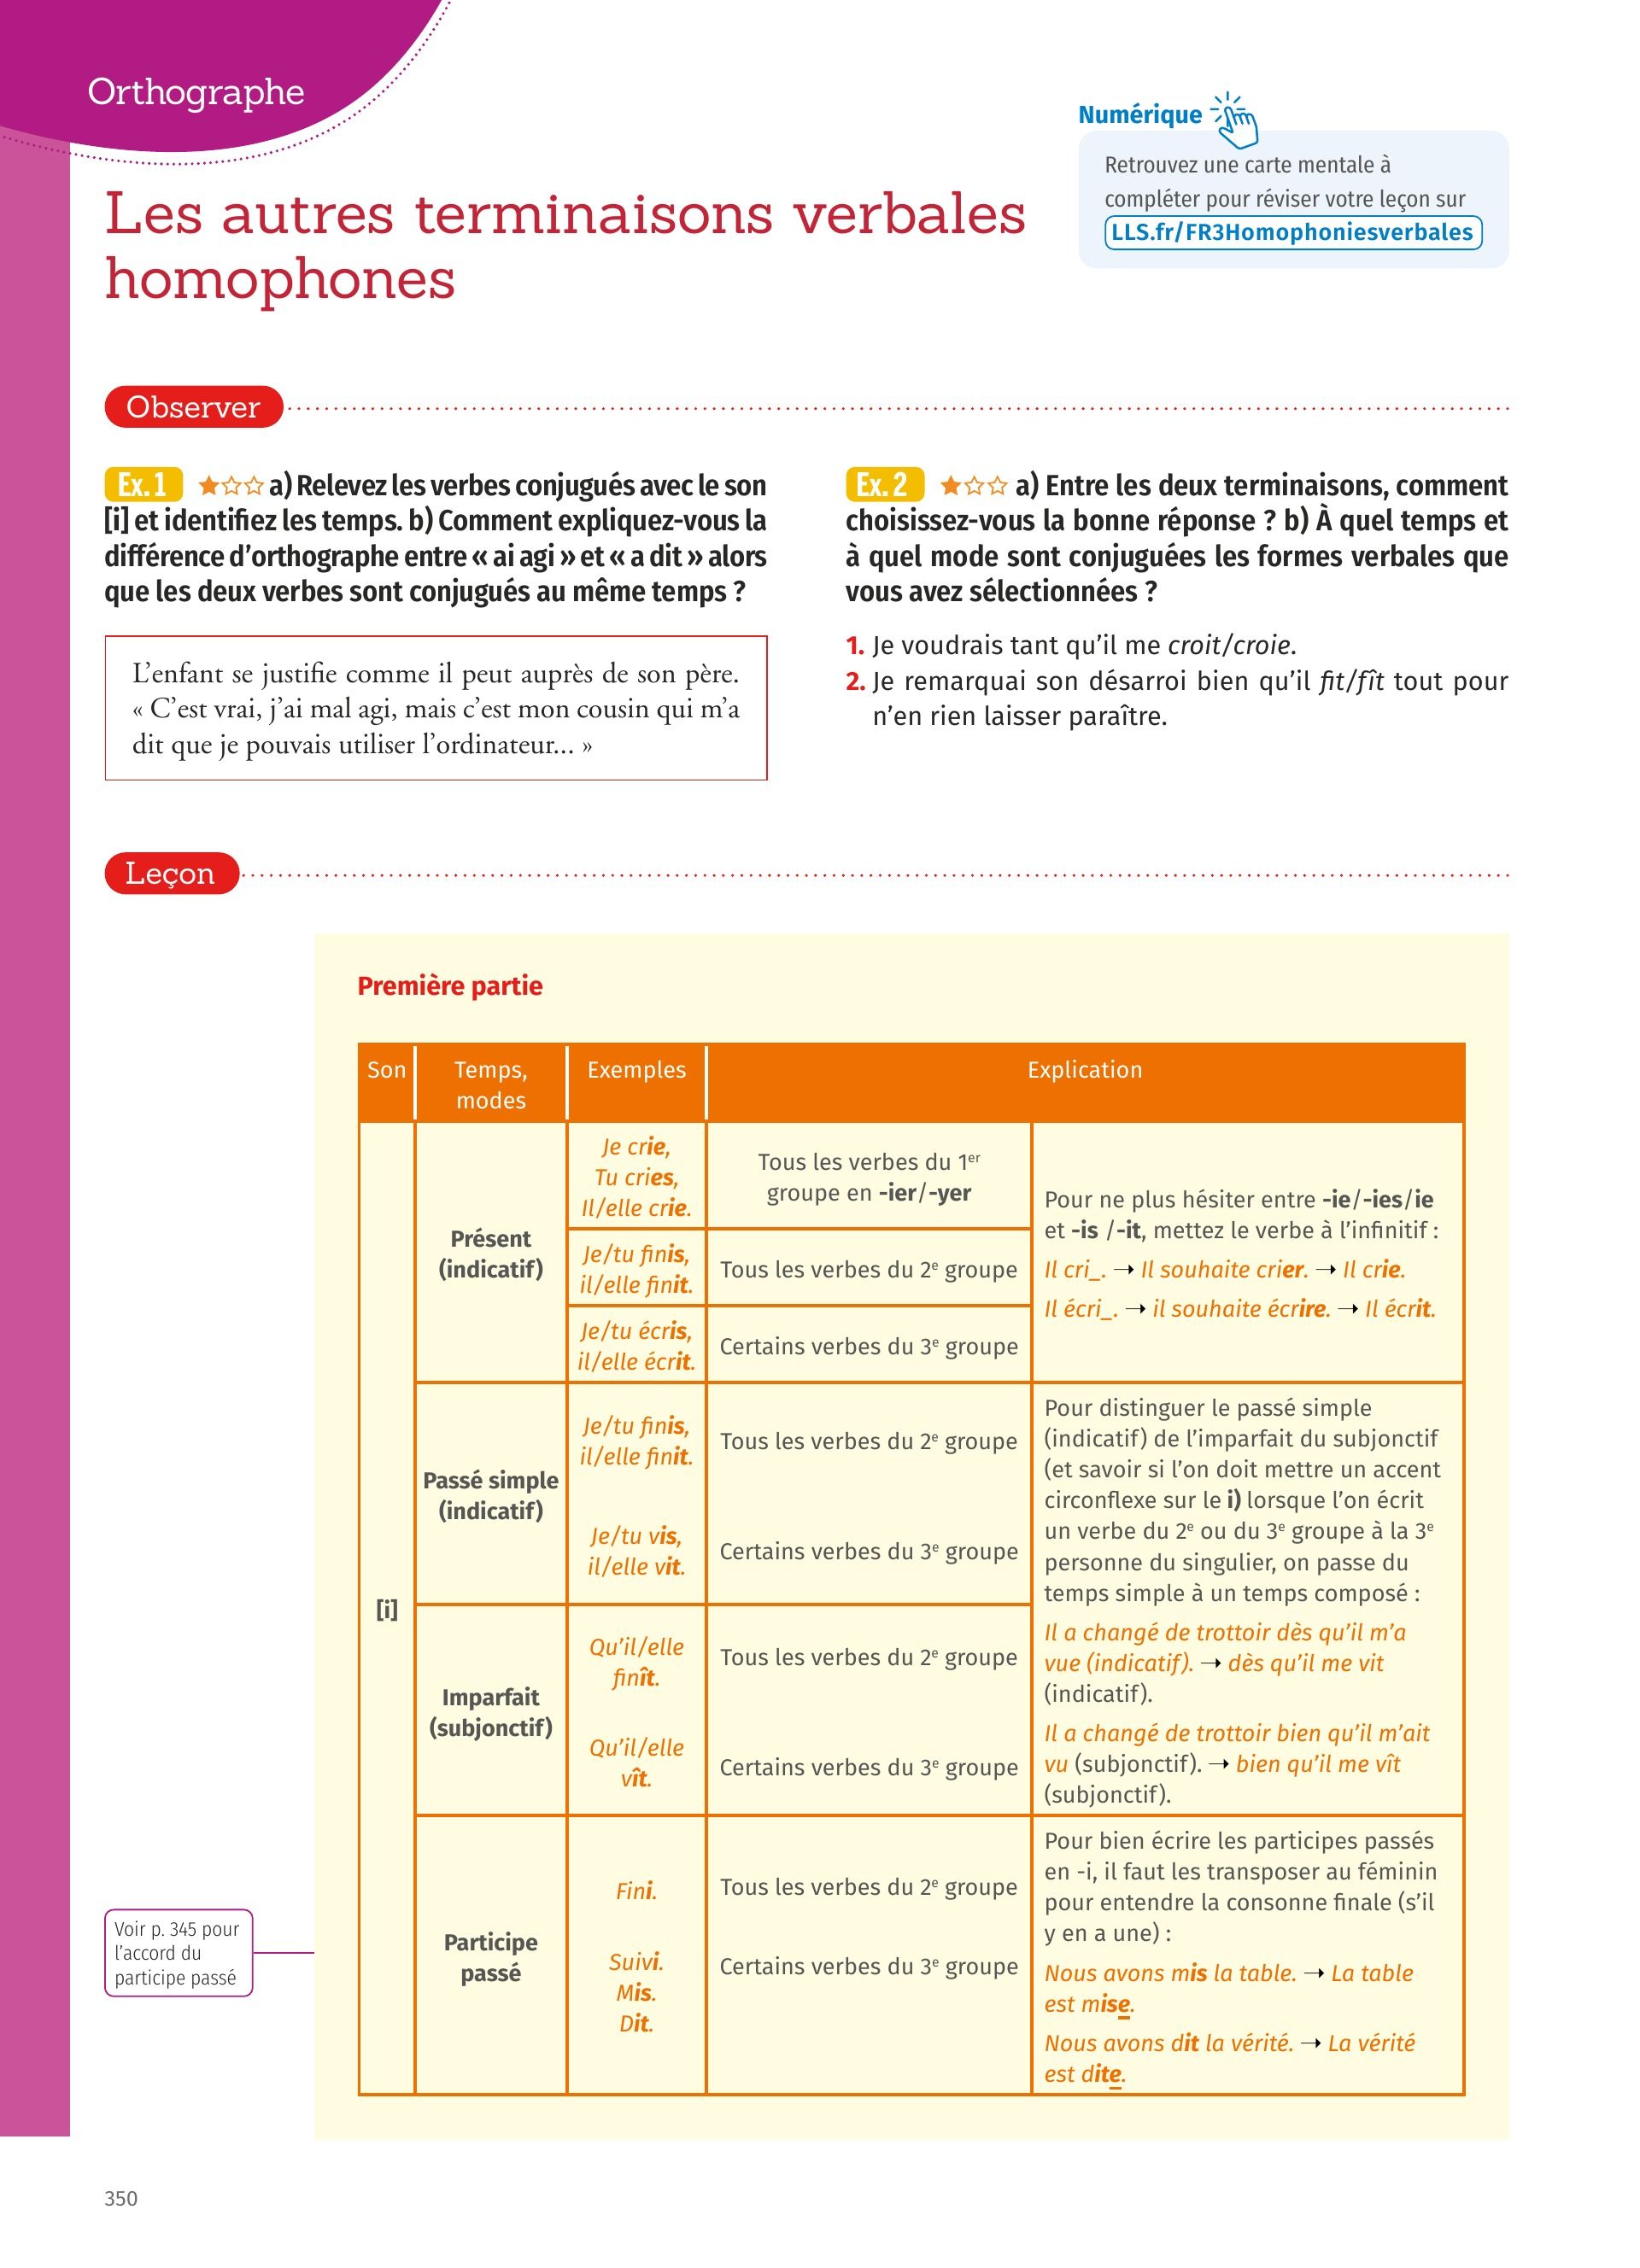 Orthographe
Numérique
Retrouvez une carte mentale à
compléter pour réviser votre leçon sur
LLS.fr/FR3Homophoniesverbales
Les autres terminaisons verbales
homophones
Observer
Ex. 1 a) Relevez les verbes conjugués avec le son
[i] et identifiez les temps. b) Comment expliquez-vous la
différence d'orthographe entre « ai agi » et « a dit » alors
que les deux verbes sont conjugués au même temps ?
L'enfant se justifie comme il peut auprès de son père.
« C'est vrai, j'ai mal agi, mais c'est mon cousin qui m'a
dit que je pouvais utiliser l'ordinateur... »
Ex. 2 a) Entre les deux terminaisons, comment
choisissez-vous la bonne réponse ? b) À quel temps et
à quel mode sont conjuguées les formes verbales que
vous avez sélectionnées ?
1. Je voudrais tant qu'il me croit/croie.
2. Je remarquai son désarroi bien qu'il fit/fît tout pour
n'en rien laisser paraître.
Leçon
Première partie
Son
Temps,
modes
Exemples
Explication
[i]
Présent
(indicatif)
Je crie,
Tu cries,
Il/elle crie.
Tous les verbes du 1er
groupe en -ier/-yer
Je/tu finis,
il/elle finit.
Tous les verbes du 2e groupe
Je/tu écris,
il/elle écrit.
Certains verbes du 3e groupe
Pour ne plus hésiter entre -ie/-ies/ie
et -is /-it, mettez le verbe à l'infinitif :
Il cri_. → Il souhaite crier. → Il crie.
Il écri_. → il souhaite écrire. → Il écrit.
Passé simple
(indicatif)
Je/tu finis,
il/elle finit.
Tous les verbes du 2e groupe
Je/tu vis,
il/elle vit.
Certains verbes du 3e groupe
Imparfait
(subjonctif)
Qu'il/elle
finît.
Tous les verbes du 2e groupe
Qu'il/elle
vît.
Certains verbes du 3e groupe
Pour distinguer le passé simple
(indicatif) de l'imparfait du subjonctif
(et savoir si l'on doit mettre un accent
circonflexe sur le i) lorsque l'on écrit
un verbe du 2e ou du 3e groupe à la 3e
personne du singulier, on passe du
temps simple à un temps composé :
Il a changé de trottoir dès qu'il m'a
vue (indicatif). → dès qu'il me vit
(indicatif).
Il a changé de trottoir bien qu'il m'ait
vu (subjonctif). → bien qu'il me vît
(subjonctif).
Participe
passé
Fini.
Tous les verbes du 2e groupe
Suivi.
Mis.
Dit.
Certains verbes du 3e groupe
Pour bien écrire les participes passés
en -i, il faut les transposer au féminin
pour entendre la consonne finale (s'il
y en a une) :
Nous avons mis la table. → La table
est mise.
Nous avons dit la vérité. → La vérité
est dite.
Voir p. 345 pour
l'accord du
participe passé
350